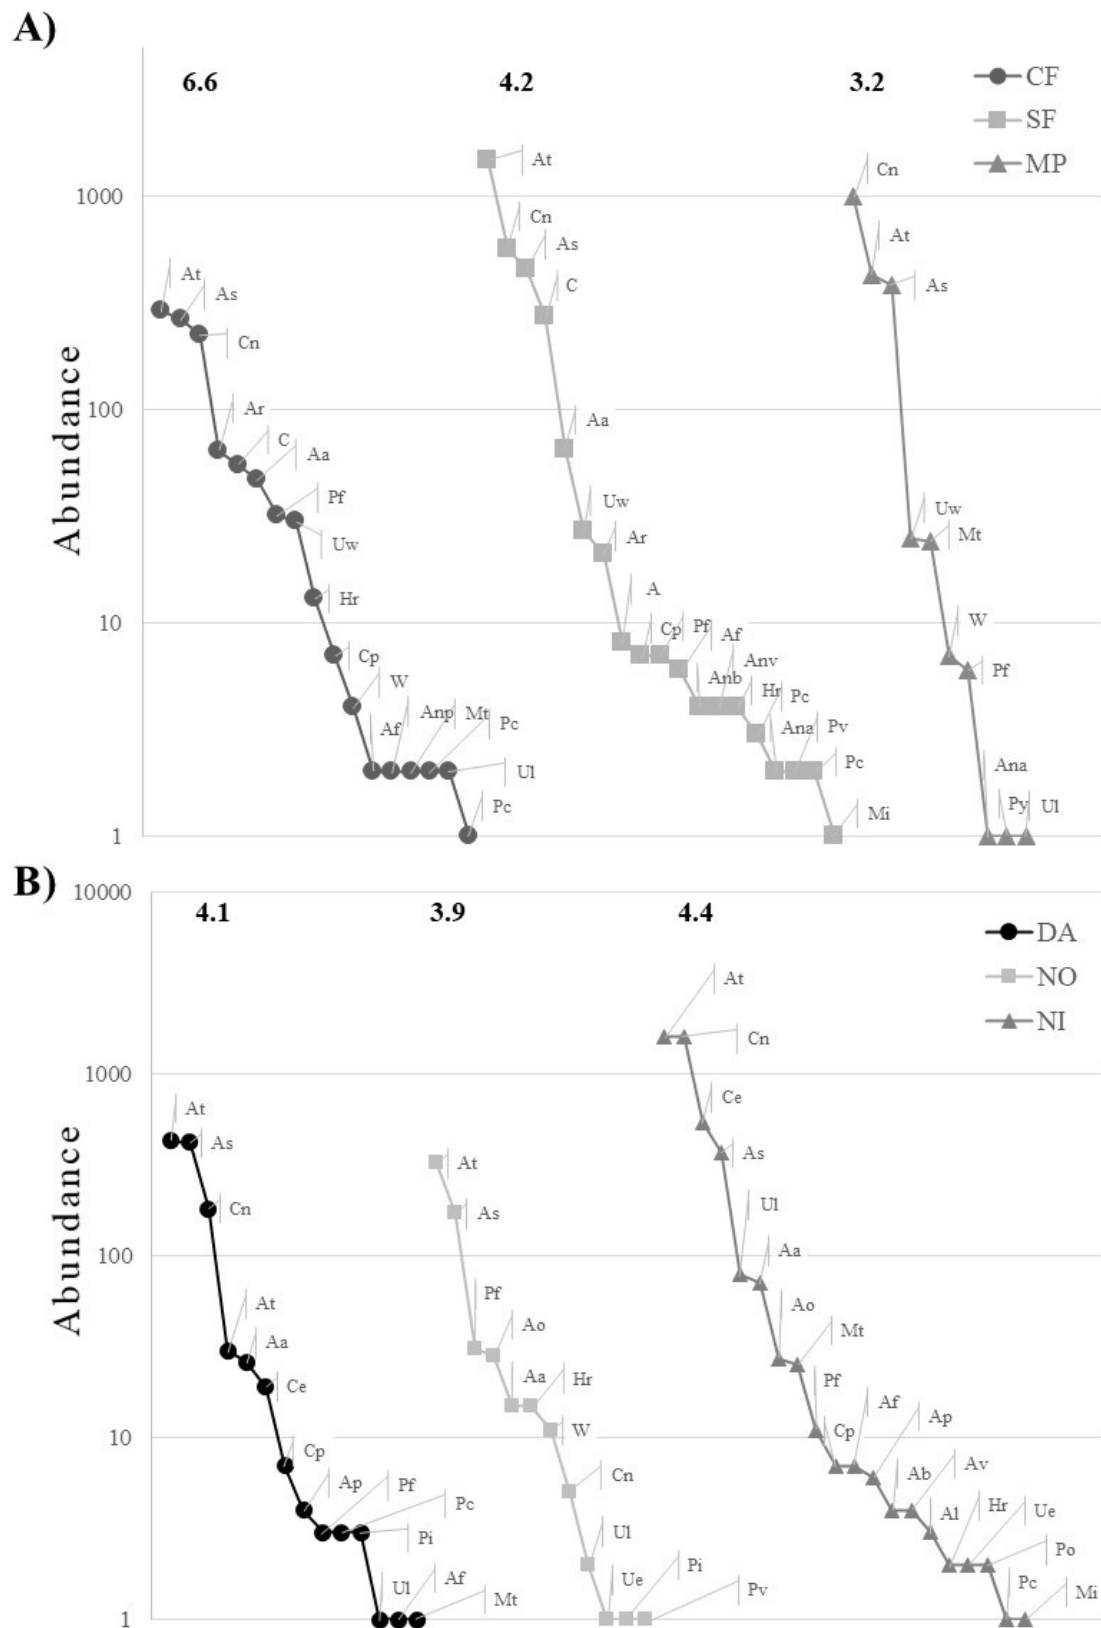 A)
6.6 4.2 3.2
CF
SF
MP
Abundance
1000
100
10
1
At
As
Cn
Ar
C
Aa
Pf
Uw
Hr
Cp
W
Af
Anp
Mt
Pc
Ul
Pc
At
Cn
As
C
Aa
Uw
Ar
A
Cp
Pf
Af
Anb
Anv
Hr
Pc
Ana
Pv
Pc
Mi
Cn
At
As
Uw
Mt
W
Pf
Ana
Py
Ul
B)
4.1 3.9 4.4
DA
NO
NI
Abundance
10000
1000
100
10
1
At
As
Cn
At
Aa
Ce
Cp
Ap
Pf
Pc
Pi
Ul
Af
Mt
At
As
Pf
Ao
Aa
Hr
W
Cn
Ul
Ue
Pi
Pv
At
Cn
Ce
As
Ul
Aa
Ao
Mt
Pf
Cp
Af
Ap
Ab
Av
Al
Hr
Ue
Po
Pc
Mi